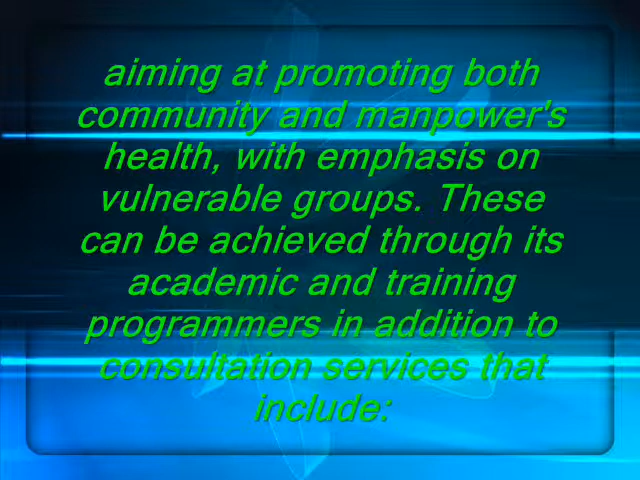 aiming at promoting both
community and manpower's
health, with emphasis on
vulnerable groups. These
can be achieved through its
academic and training
programmers in addition to
consultation services that
include: